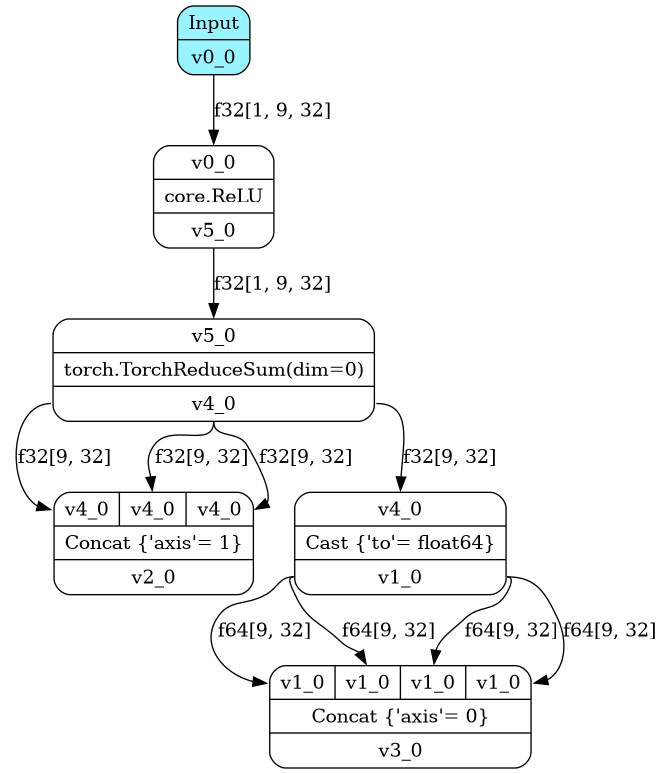 Input
v0_0
f32[1, 9, 32]
v0_0
core.ReLU
v5_0
f32[1, 9, 32]
v5_0
torch.TorchReduceSum(dim=0)
v4_0
f32[9, 32] f32[9, 32] f32[9, 32] f32[9, 32]
v4_0 v4_0 v4_0
Concat {'axis'= 1}
v2_0
v4_0
Cast {'to'= float64}
v1_0
f64[9, 32] f64[9, 32] f64[9, 32] f64[9, 32]
v1_0 v1_0 v1_0 v1_0
Concat {'axis'= 0}
v3_0